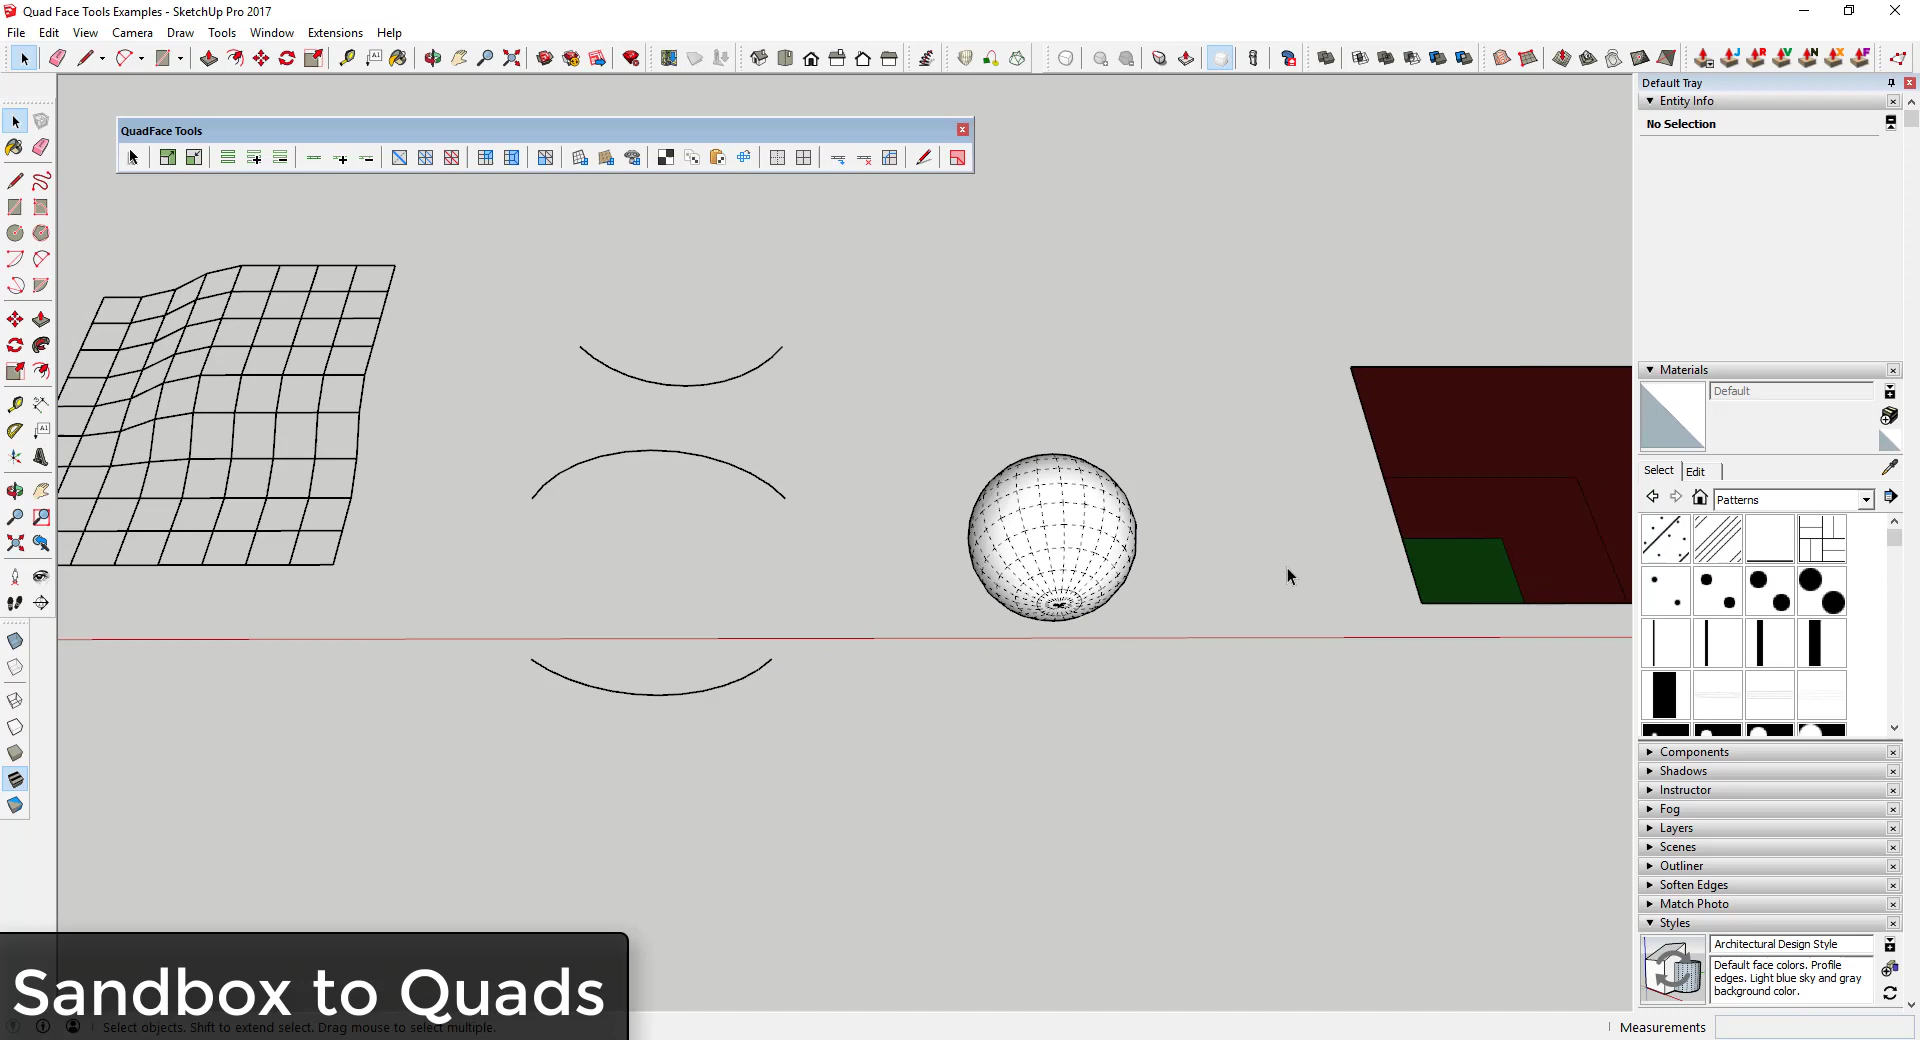 Quad Face Tools Examples - SketchUp Pro 2017
File Edit View Camera Draw Tools Window Extensions Help
QuadFace Tools
Default Tray
Entity Info
No Selection
Materials
Default
Select Edit
Patterns
Components
Shadows
Instructor
Fog
Layers
Scenes
Outliner
Soften Edges
Match Photo
Styles
Architectural Design Style
Default face colors. Profile
edges. Light blue sky and gray
background color.
Sandbox to Quads
Select objects. Shift to extend select. Drag mouse to select multiple.
Measurements